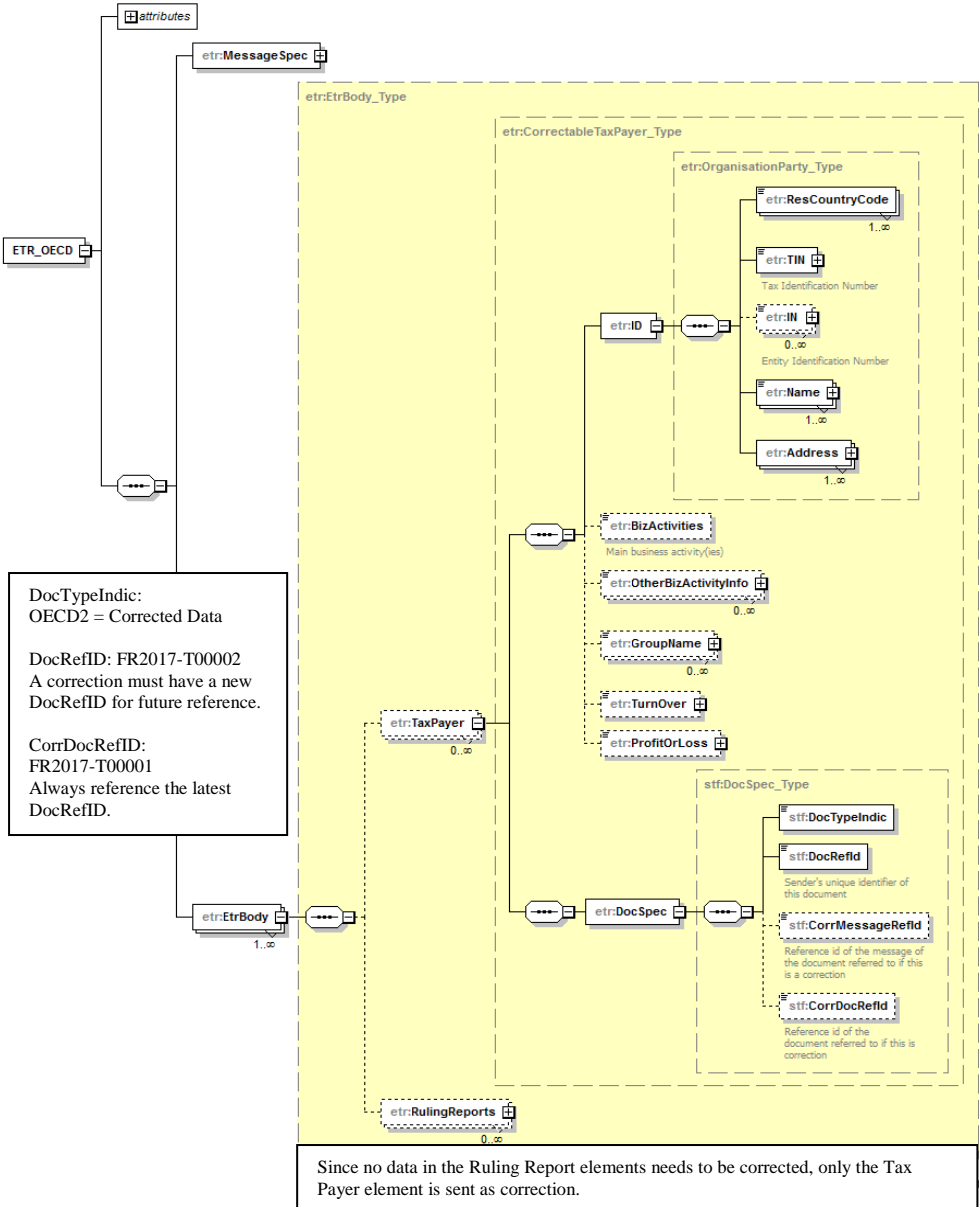 attributes
etr:MessageSpec
etr:EtrBody_Type
etr:CorrectableTaxPayer_Type
etr:OrganisationParty_Type
etr:ResCountryCode
1..∞
ETR_OECD
etr:TIN
Tax Identification Number
etr:IN
0..∞
Entity Identification Number
etr:ID
etr:Name
1..∞
etr:Address
1..∞
etr:BizActivities
Main business activity(ies)
etr:OtherBizActivityInfo
0..∞
etr:GroupName
0..∞
etr:TurnOver
etr:ProfitOrLoss
DocTypeIndic:
OECD2 = Corrected Data
DocRefID: FR2017-T00002
A correction must have a new
DocRefID for future reference.
CorrDocRefID:
FR2017-T00001
Always reference the latest
DocRefID.
etr:TaxPayer
0..∞
stf:DocSpec_Type
stf:DocTypeIndic
stf:DocRefId
Sender's unique identifier of
this document
etr:DocSpec
stf:CorrMessageRefId
Reference id of the message of
the document referred to if this
is a correction
stf:CorrDocRefId
Reference id of the
document referred to if this is
correction
etr:EtrBody
1..∞
etr:RulingReports
0..∞
Since no data in the Ruling Report elements needs to be corrected, only the Tax
Payer element is sent as correction.